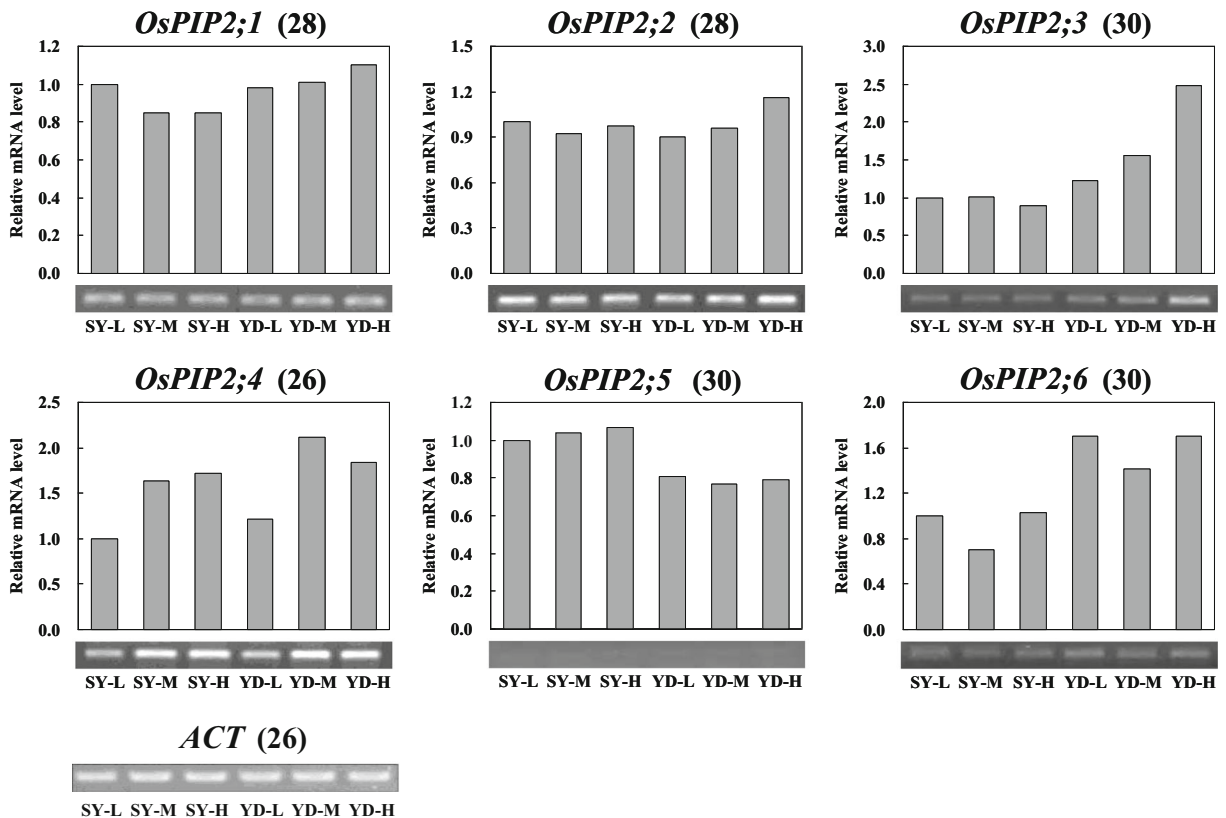 OsPIP2;1 (28)
Relative mRNA level
1.2
1.0
0.8
0.6
0.4
0.2
0.0
SY-L SY-M SY-H YD-L YD-M YD-H
OsPIP2;2 (28)
Relative mRNA level
1.5
1.2
0.9
0.6
0.3
0.0
SY-L SY-M SY-H YD-L YD-M YD-H
OsPIP2;3 (30)
Relative mRNA level
3.0
2.5
2.0
1.5
1.0
0.5
0.0
SY-L SY-M SY-H YD-L YD-M YD-H
OsPIP2;4 (26)
Relative mRNA level
2.5
2.0
1.5
1.0
0.5
0.0
SY-L SY-M SY-H YD-L YD-M YD-H
OsPIP2;5 (30)
Relative mRNA level
1.2
1.0
0.8
0.6
0.4
0.2
0.0
SY-L SY-M SY-H YD-L YD-M YD-H
OsPIP2;6 (30)
Relative mRNA level
2.0
1.6
1.2
0.8
0.4
0.0
SY-L SY-M SY-H YD-L YD-M YD-H
ACT (26)
SY-L SY-M SY-H YD-L YD-M YD-H